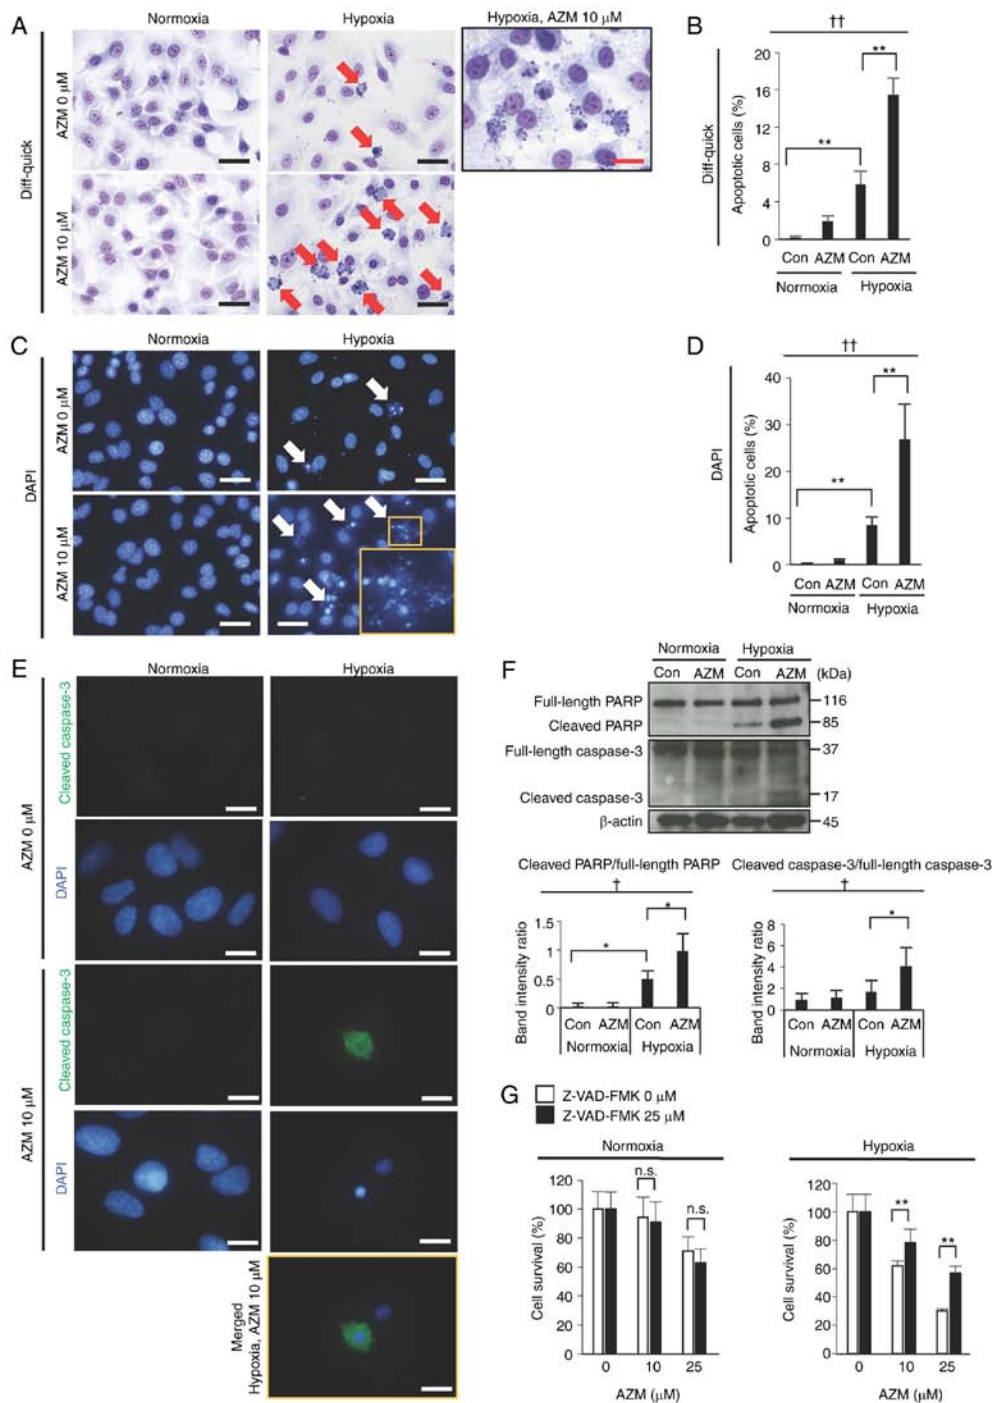 A
Normoxia
Hypoxia
Hypoxia, AZM 10 μM
Diff-quick
AZM 0 μM
AZM 10 μM
B
††
**
**
Diff-quick
Apoptotic cells (%)
20
16
12
8
4
0
Con AZM Con AZM
Normoxia Hypoxia
C
Normoxia
Hypoxia
DAPI
AZM 0 μM
AZM 10 μM
D
††
**
**
DAPI
Apoptotic cells (%)
40
30
20
10
0
Con AZM Con AZM
Normoxia Hypoxia
E
Normoxia
Hypoxia
AZM 0 μM
Cleaved caspase-3
DAPI
AZM 10 μM
Cleaved caspase-3
DAPI
Merged
Hypoxia, AZM 10 μM
F
Normoxia Hypoxia
Con AZM Con AZM (kDa)
Full-length PARP 116
Cleaved PARP 85
Full-length caspase-3 37
Cleaved caspase-3 17
β-actin 45
Cleaved PARP/full-length PARP
†
*
*
Band intensity ratio
1.5
1
0.5
0
Con AZM Con AZM
Normoxia Hypoxia
Cleaved caspase-3/full-length caspase-3
†
*
Band intensity ratio
8
6
4
2
0
Con AZM Con AZM
Normoxia Hypoxia
G
Z-VAD-FMK 0 μM
Z-VAD-FMK 25 μM
Normoxia
n.s.
n.s.
Cell survival (%)
120
100
80
60
40
20
0
0 10 25
AZM (μM)
Hypoxia
**
**
Cell survival (%)
120
100
80
60
40
20
0
0 10 25
AZM (μM)